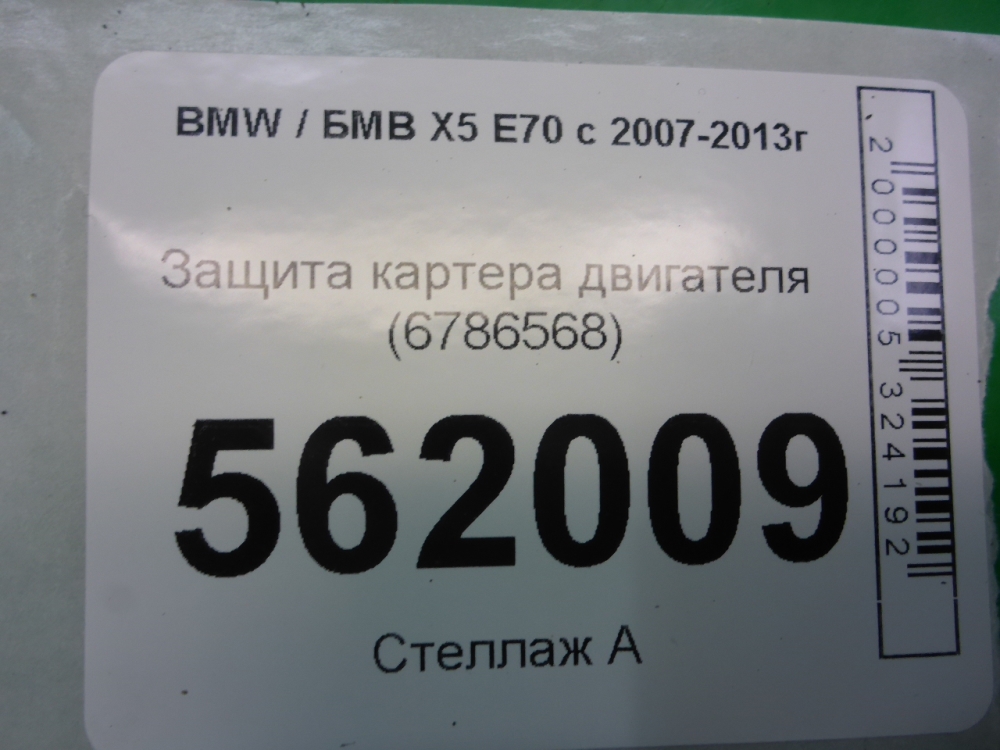 BMW / БМВ X5 E70 с 2007-2013г
Защита картера двигателя
(6786568)
562009
Стеллаж А
2000005324192